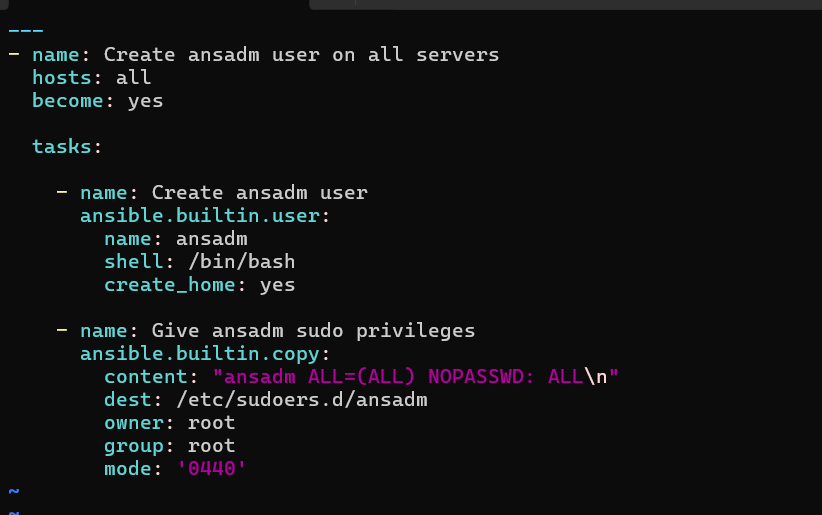 ---
- name: Create ansadm user on all servers
  hosts: all
  become: yes

  tasks:

    - name: Create ansadm user
      ansible.builtin.user:
        name: ansadm
        shell: /bin/bash
        create_home: yes

    - name: Give ansadm sudo privileges
      ansible.builtin.copy:
        content: "ansadm ALL=(ALL) NOPASSWD: ALL\n"
        dest: /etc/sudoers.d/ansadm
        owner: root
        group: root
        mode: '0440'
~
~